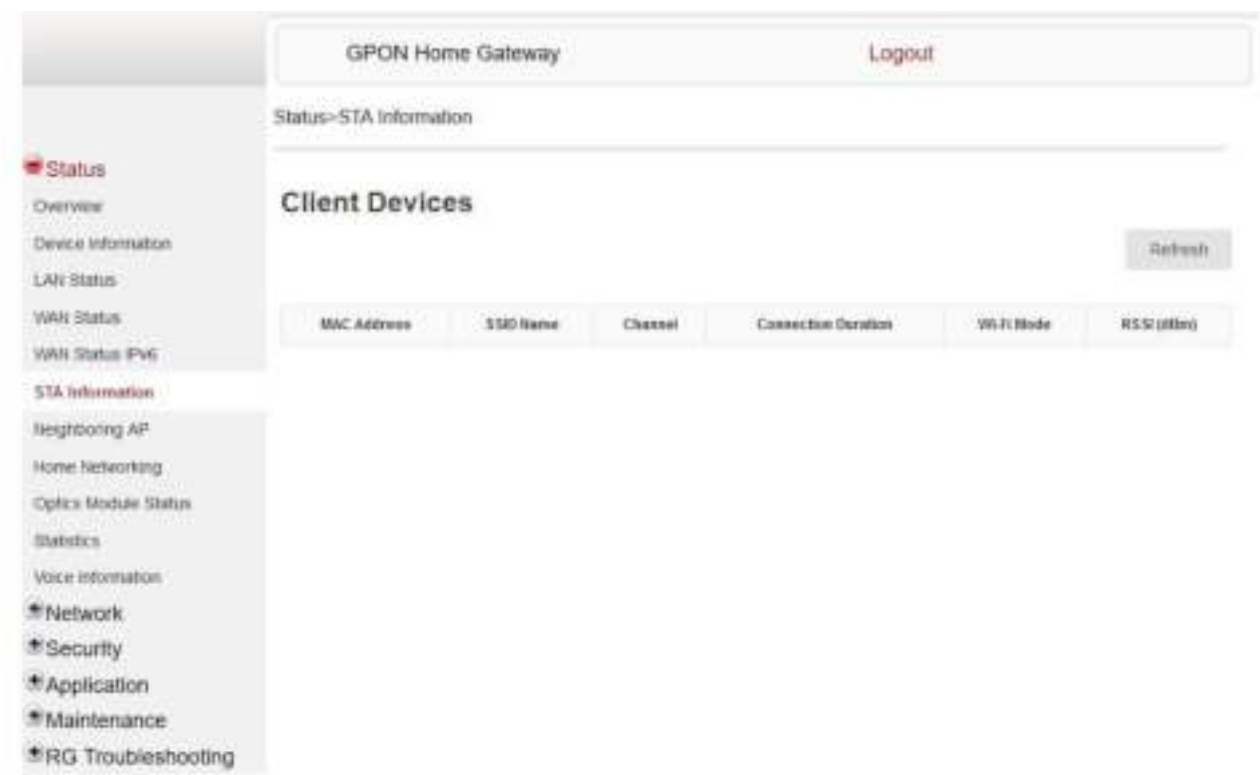 GPON Home Gateway
Logout
Status>STA Information
Status
Overview
Device Information
LAN Status
WAN Status
WAN Status IPv6
STA Information
Neighboring AP
Home Networking
Optics Module Status
Statistics
Voice Information
Network
Security
Application
Maintenance
RG Troubleshooting
Client Devices
Refresh
MAC Address SSID Name Channel Connection Duration Wi-Fi Mode RSSI (dBm)